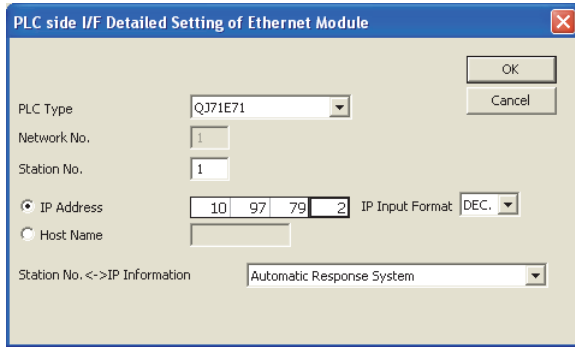 PLC side I/F Detailed Setting of Ethernet Module
OK
PLC Type QJ71E71 Cancel
Network No. 1
Station No. 1
IP Address 10 97 79 2 IP Input Format DEC.
Host Name
Station No.<->IP Information Automatic Response System